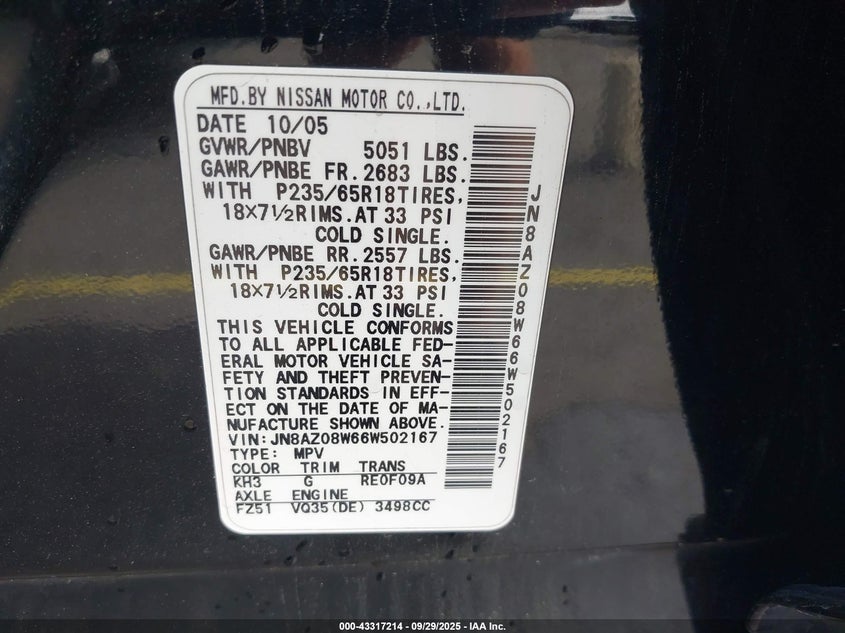 MFD.BY NISSAN MOTOR CO.,LTD.
DATE 10/05
GVWR/PNBV 5051 LBS.
GAWR/PNBE FR. 2683 LBS.
WITH P235/65R18TIRES,
18×7½RIMS.AT 33 PSI
COLD SINGLE.
GAWR/PNBE RR. 2557 LBS.
WITH P235/65R18TIRES,
18×7½RIMS.AT 33 PSI
COLD SINGLE.
THIS VEHICLE CONFORMS
TO ALL APPLICABLE FED-
ERAL MOTOR VEHICLE SA-
FETY AND THEFT PREVEN-
TION STANDARDS IN EFF-
ECT ON THE DATE OF MA-
NUFACTURE SHOWN ABOVE.
VIN:JN8AZ08W66W502167
TYPE: MPV
COLOR TRIM TRANS
KH3 G RE0F09A
AXLE ENGINE
FZ51 VQ35(DE) 3498CC
JN8AZ08W66W502167
000-43317214 - 09/29/2025 - IAA Inc.